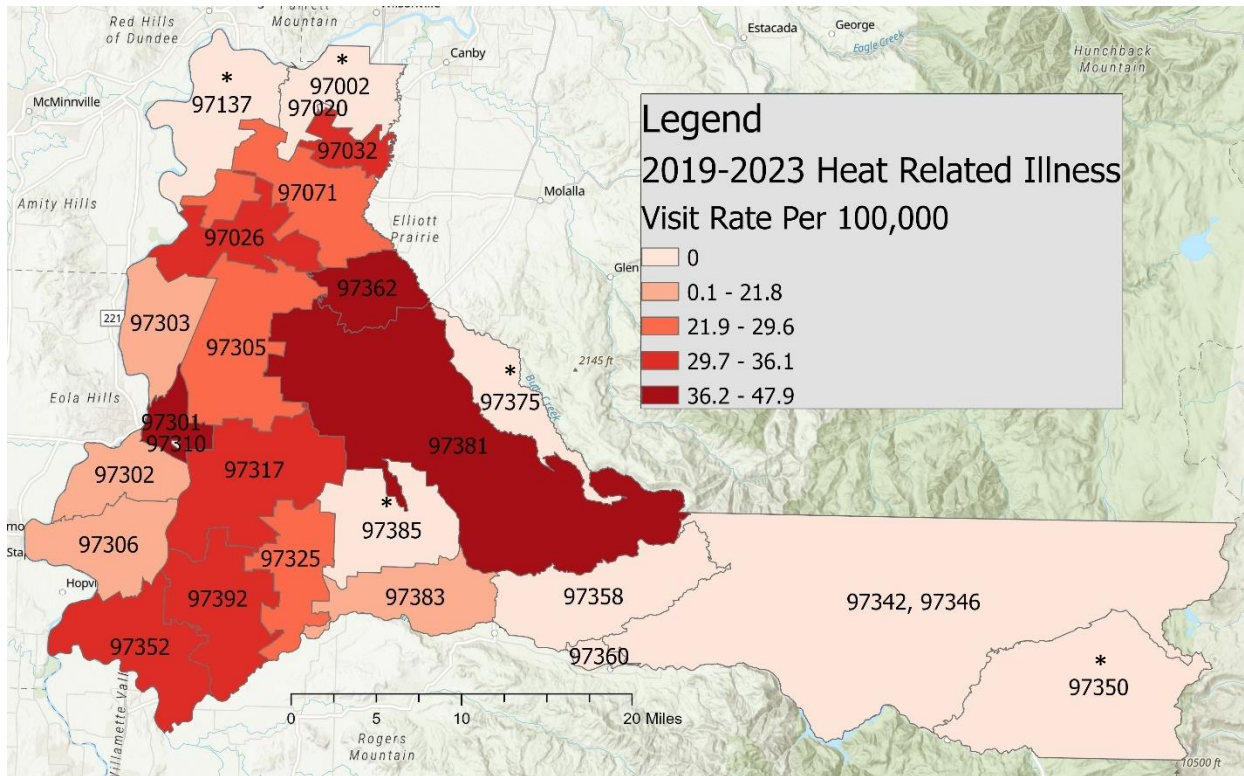 Red Hills
of Dundee
Mountain
Canby
Estacada
George
Eagle Creek
Hunchback
Mountain
McMinnville
*
97137
*
97002
97020
97032
Legend
2019-2023 Heat Related Illness
Visit Rate Per 100,000
0
0.1 - 21.8
21.9 - 29.6
29.7 - 36.1
36.2 - 47.9
Amity Hills
97071
Molalla
Elliott
Prairie
97026
Glen
97362
221
97303
97305
2145 ft
*
97375
Eola Hills
97301
97310
97381
97302
97317
*
97385
97306
97325
97392
97383
97358
97342, 97346
97352
97360
*
97350
0 5 10 20 Miles
Rogers
Mountain
10500 ft